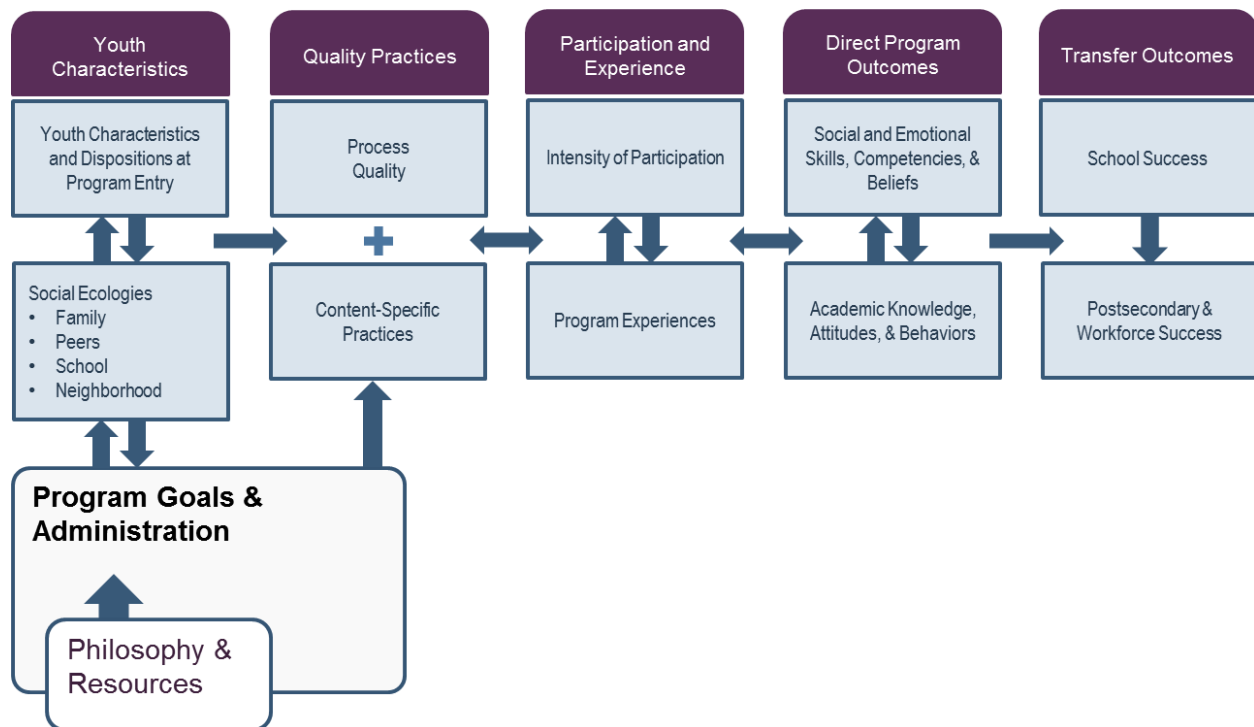 Youth
Characteristics
Quality Practices
Participation and
Experience
Direct Program
Outcomes
Transfer Outcomes
Youth Characteristics
and Dispositions at
Program Entry
Process
Quality
Intensity of Participation
Social and Emotional
Skills, Competencies, &
Beliefs
School Success
Social Ecologies
• Family
• Peers
• School
• Neighborhood
Content-Specific
Practices
Program Experiences
Academic Knowledge,
Attitudes, & Behaviors
Postsecondary &
Workforce Success
Program Goals &
Administration
Philosophy &
Resources